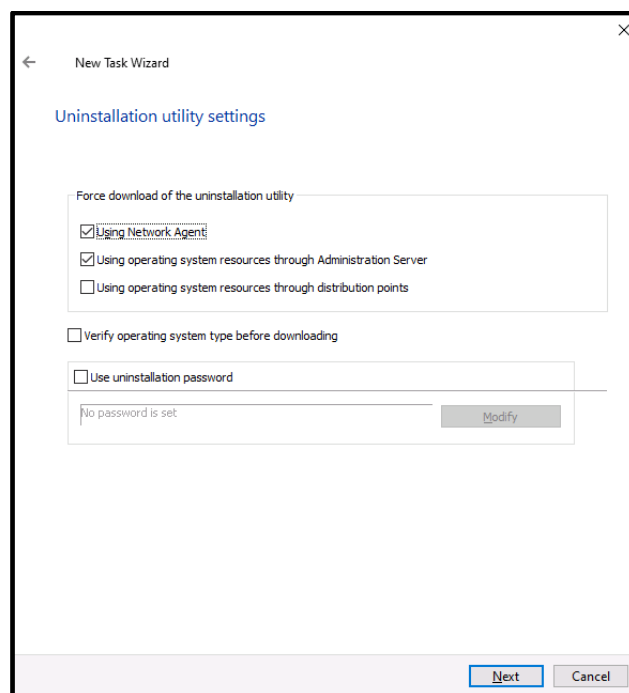 New Task Wizard
Uninstallation utility settings
Force download of the uninstallation utility
Using Network Agent
Using operating system resources through Administration Server
Using operating system resources through distribution points
Verify operating system type before downloading
Use uninstallation password
No password is set
Modify
Next
Cancel